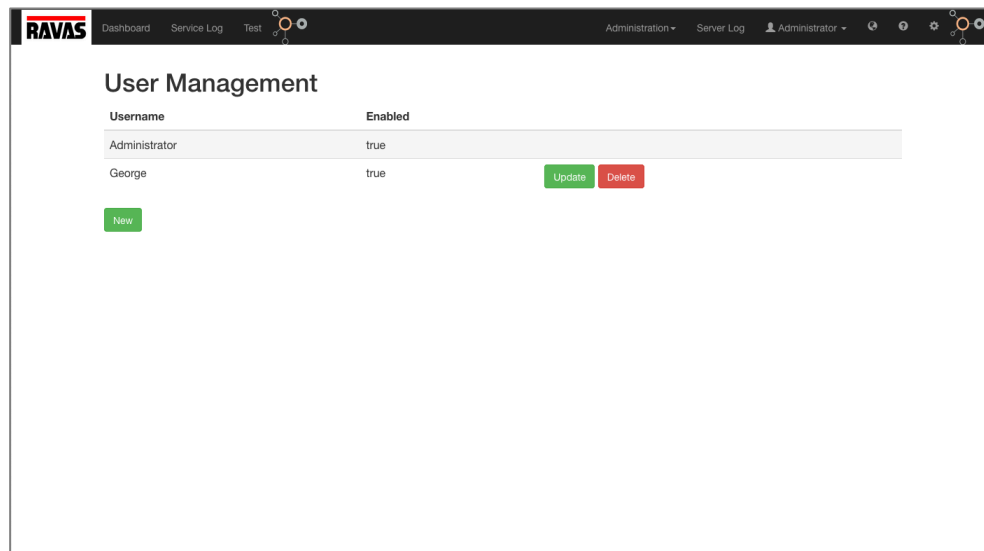 RAVAS Dashboard Service Log Test Administration Server Log Administrator
User Management
Username Enabled
Administrator true
George true Update Delete
New